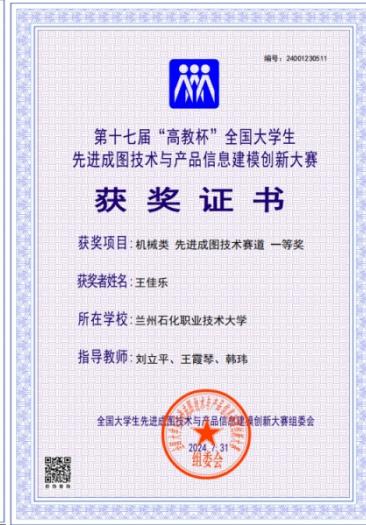 编号：24001230511
第十七届“高教杯”全国大学生
先进成图技术与产品信息建模创新大赛
获奖证书
获奖项目：机械类 先进成图技术赛道 一等奖
获奖者姓名：王佳乐
所在学校：兰州石化职业技术大学
指导教师：刘立平、王霞琴、韩玮
全国大学生先进成图技术与产品信息建模创新大赛组委会
2024.7.31
组委会